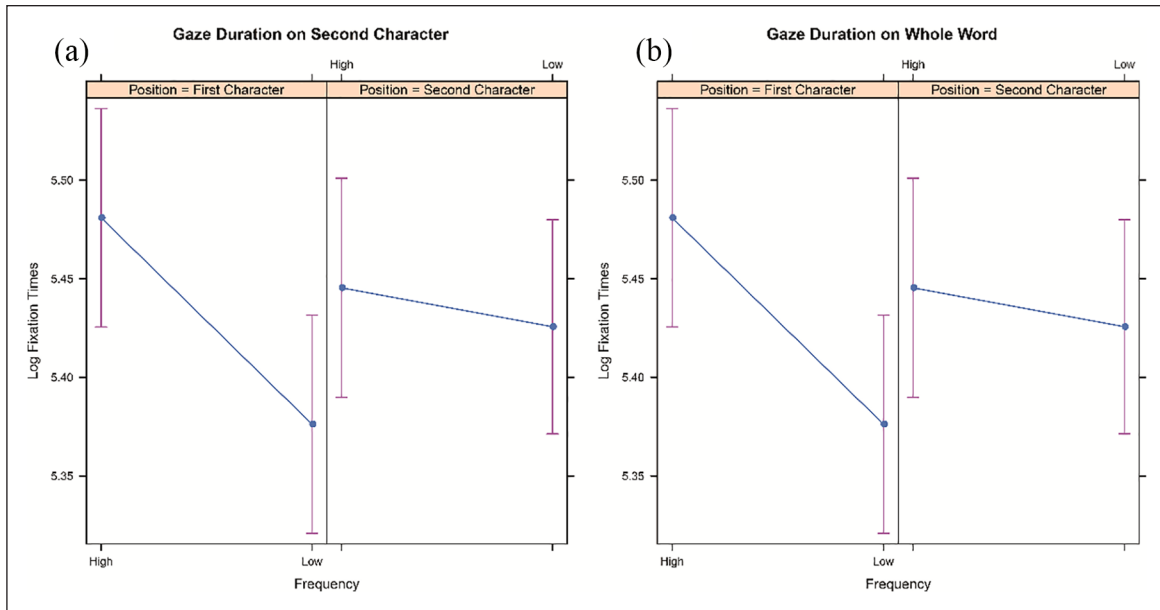 (a)
Gaze Duration on Second Character
High Low
Position = First Character Position = Second Character
5.50
5.45
5.40
5.35
Log Fixation Times
High Low
Frequency
(b)
Gaze Duration on Whole Word
High Low
Position = First Character Position = Second Character
5.50
5.45
5.40
5.35
Log Fixation Times
High Low
Frequency